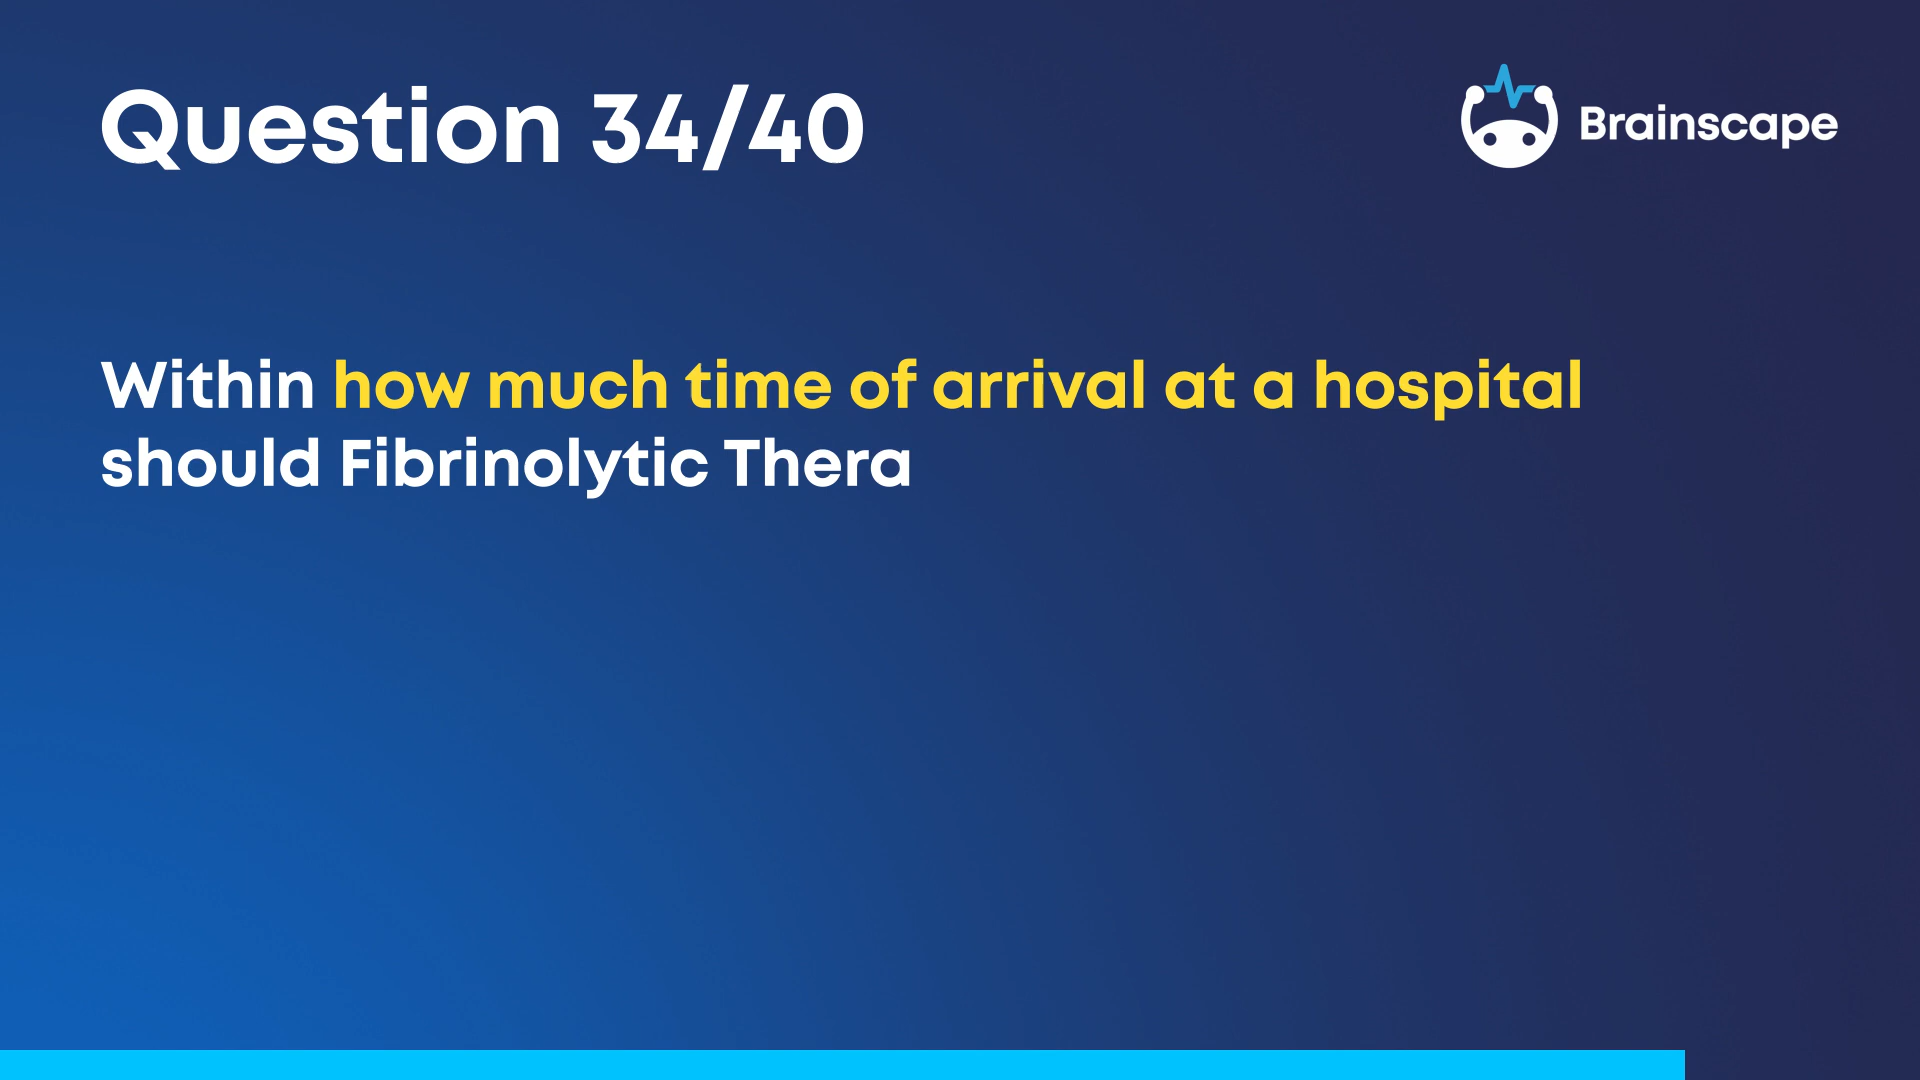 Question 34/40
Brainscape
Within how much time of arrival at a hospital
should Fibrinolytic Thera